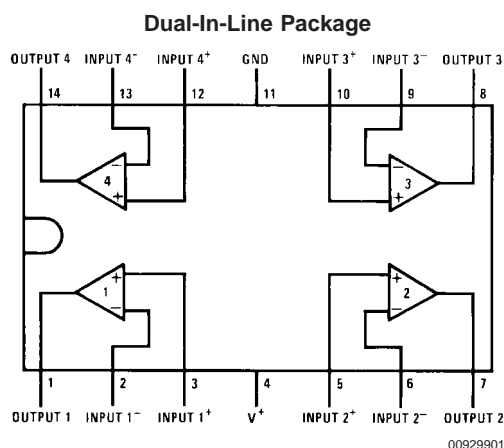 Dual-In-Line Package
OUTPUT 4 INPUT 4⁻ INPUT 4⁺ GND INPUT 3⁺ INPUT 3⁻ OUTPUT 3
14 13 12 11 10 9 8
− −
4 3
+ +
+ +
1 2
− −
1 2 3 4 5 6 7
OUTPUT 1 INPUT 1⁻ INPUT 1⁺ V⁺ INPUT 2⁺ INPUT 2⁻ OUTPUT 2
00929901